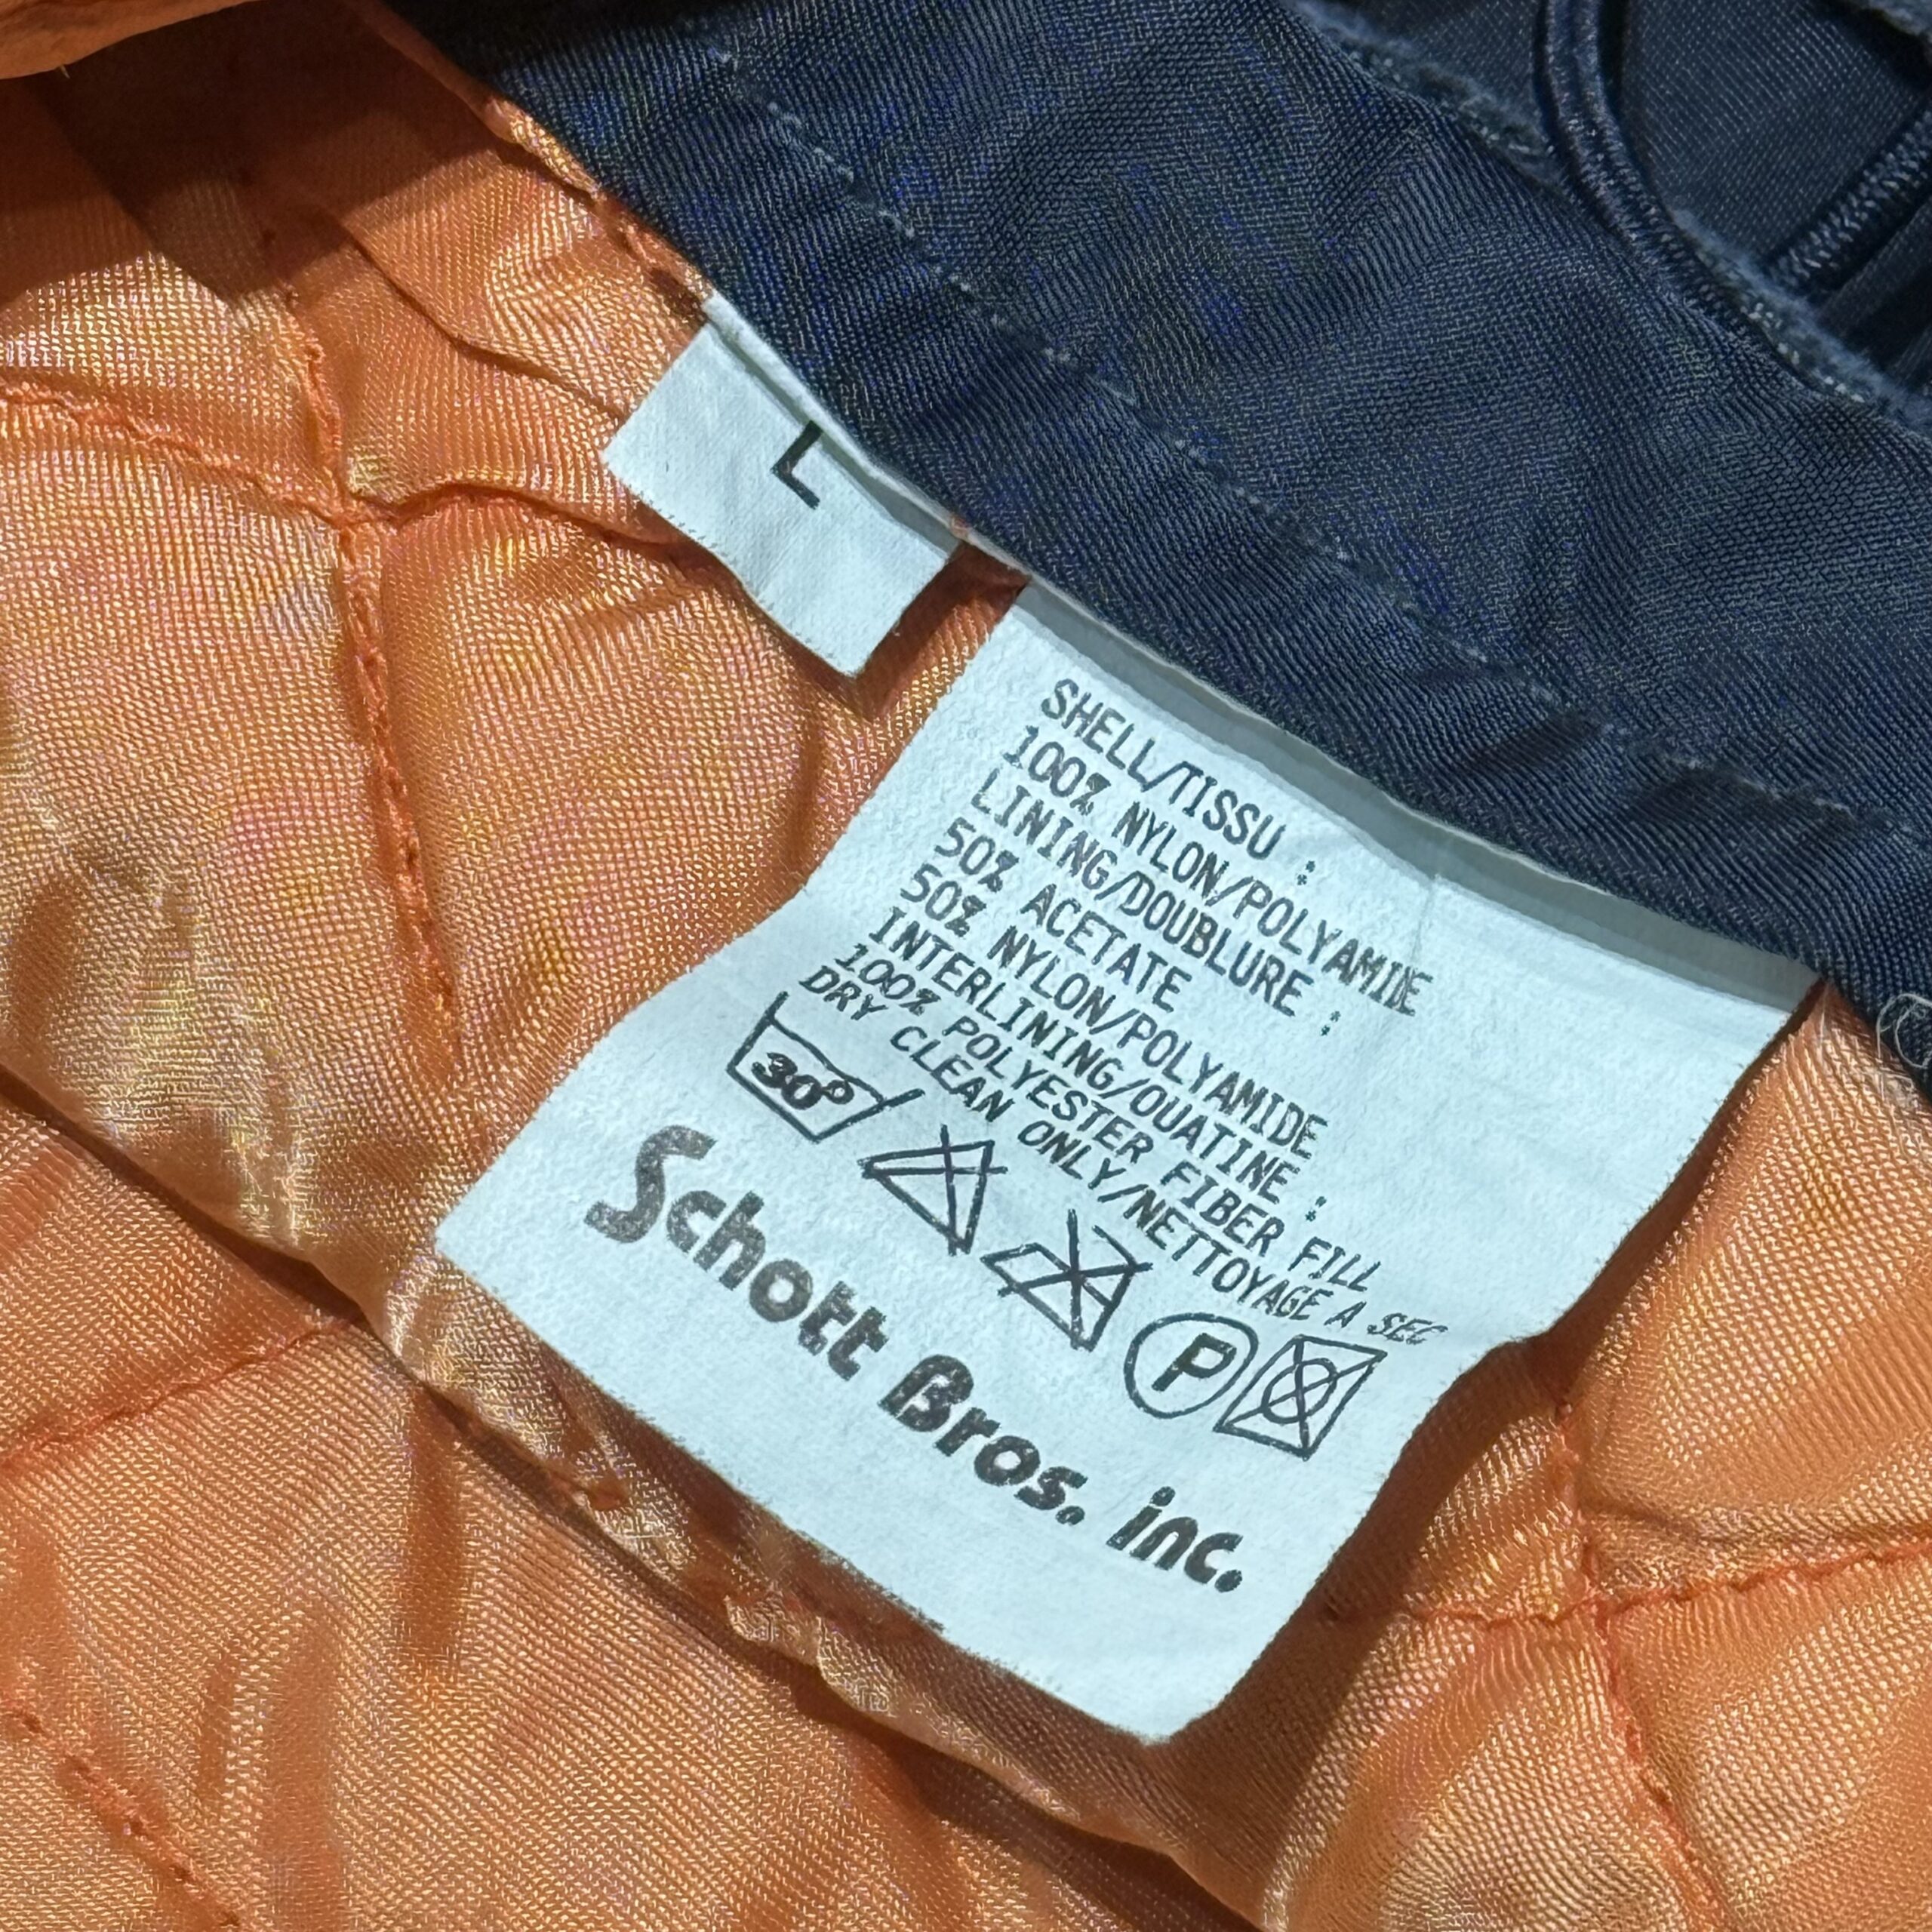 L
SHELL/TISSU :
100% NYLON/POLYAMIDE
LINING/DOUBLURE :
50% ACETATE
50% NYLON/POLYAMIDE
INTERLINING/OUATINE :
100% POLYESTER FIBER FILL
DRY CLEAN ONLY/NETTOYAGE A SEC
30°
P
Schott Bros. inc.